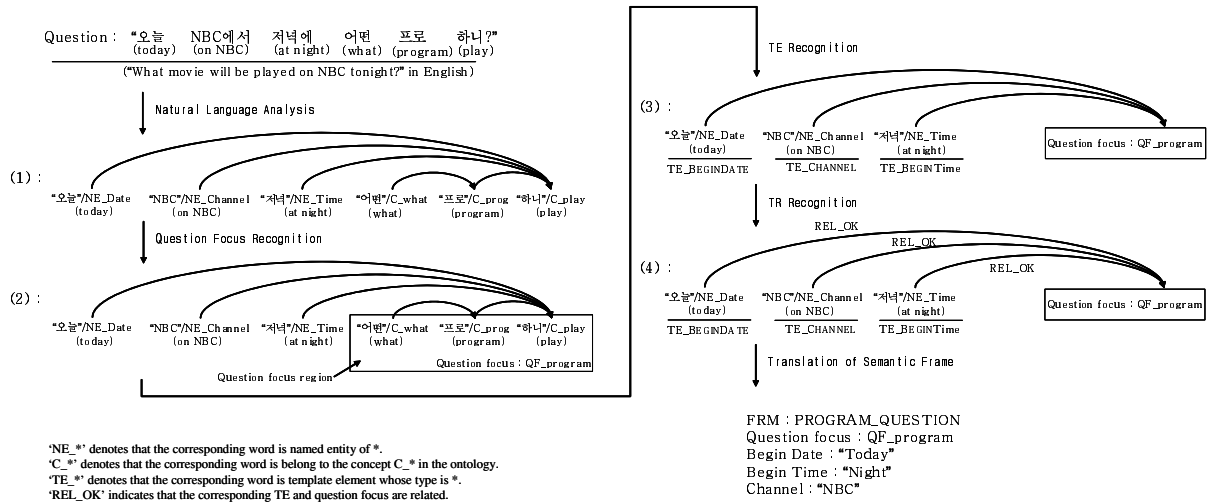 Question : “오늘 NBC에서 저녁에 어떤 프로 하니?”
(today) (on NBC) (at night) (what) (program) (play)
(“What movie will be played on NBC tonight?” in English)
Natural Language Analysis
(1) :
“오늘”/NE_Date “NBC”/NE_Channel “저녁”/NE_Time “어떤”/C_what “프로”/C_prog “하니”/C_play
(today) (on NBC) (at night) (what) (program) (play)
Question Focus Recognition
(2) :
“오늘”/NE_Date “NBC”/NE_Channel “저녁”/NE_Time “어떤”/C_what “프로”/C_prog “하니”/C_play
(today) (on NBC) (at night) (what) (program) (play)
Question focus : QF_program
Question focus region
TE Recognition
(3) :
“오늘”/NE_Date “NBC”/NE_Channel “저녁”/NE_Time
(today) (on NBC) (at night)
TE_BEGINDATE TE_CHANNEL TE_BEGINTime
Question focus : QF_program
TR Recognition
REL_OK
REL_OK
REL_OK
(4) :
“오늘”/NE_Date “NBC”/NE_Channel “저녁”/NE_Time
(today) (on NBC) (at night)
TE_BEGINDATE TE_CHANNEL TE_BEGINTime
Question focus : QF_program
Translation of Semantic Frame
FRM : PROGRAM_QUESTION
Question focus : QF_program
Begin Date : “Today”
Begin Time : “Night”
Channel : “NBC”
‘NE_*’ denotes that the corresponding word is named entity of *.
‘C_*’ denotes that the corresponding word is belong to the concept C_* in the ontology.
‘TE_*’ denotes that the corresponding word is template element whose type is *.
‘REL_OK’ indicates that the corresponding TE and question focus are related.